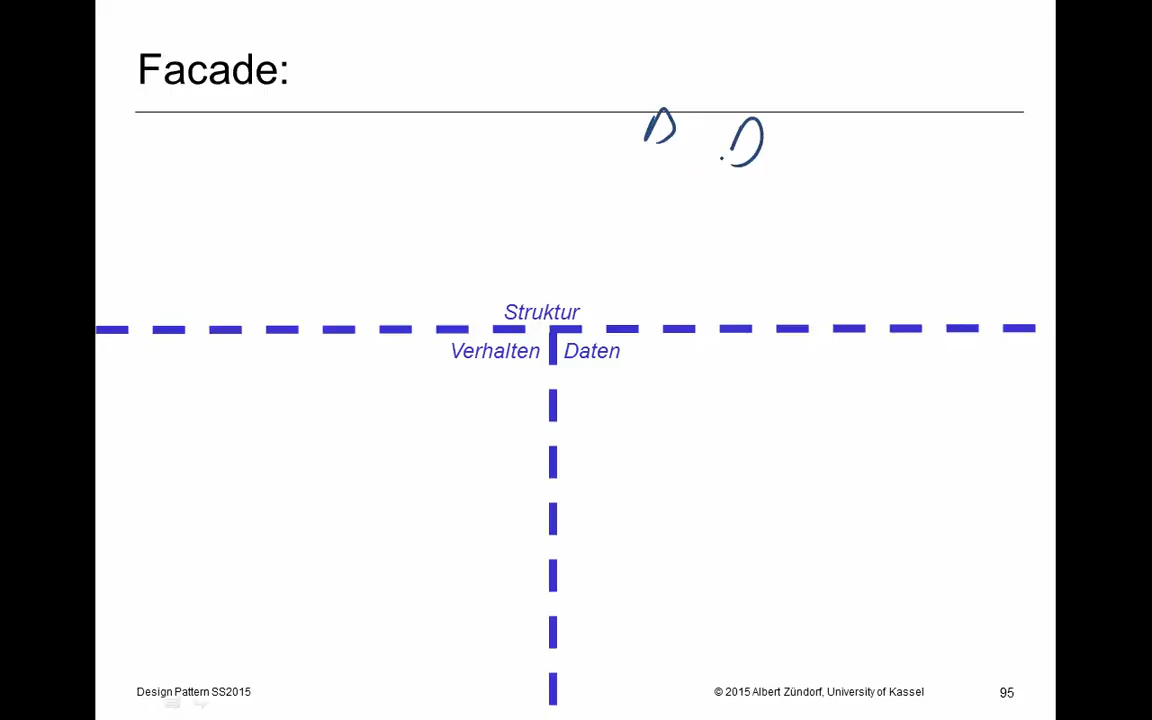 Facade:
Struktur
Verhalten
Daten
Design Pattern SS2015
© 2015 Albert Zündorf, University of Kassel
95